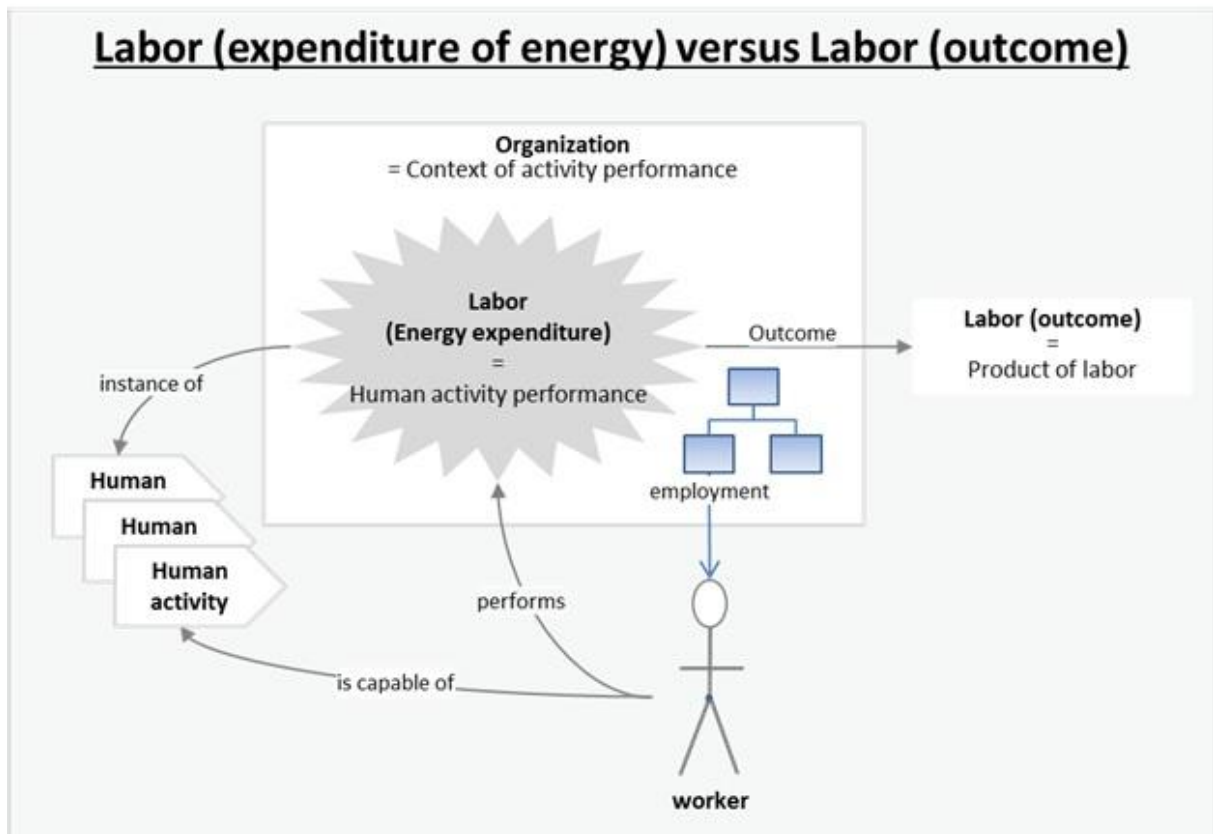 Labor (expenditure of energy) versus Labor (outcome)
Organization
= Context of activity performance
Labor
(Energy expenditure)
=
Human activity performance
Outcome
Labor (outcome)
=
Product of labor
instance of
Human
Human
Human
activity
employment
performs
is capable of
worker